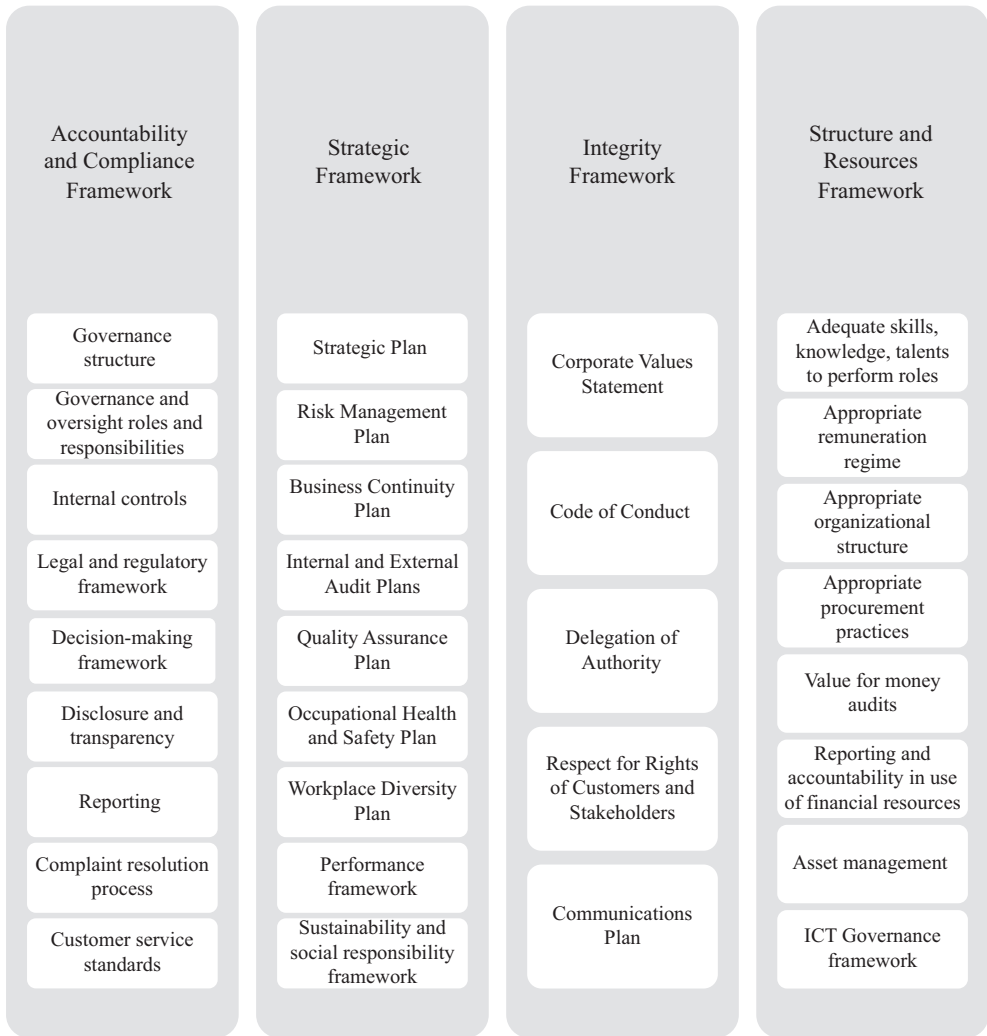 Accountability
and Compliance
Framework
Governance
structure
Governance and
oversight roles and
responsibilities
Internal controls
Legal and regulatory
framework
Decision-making
framework
Disclosure and
transparency
Reporting
Complaint resolution
process
Customer service
standards
Strategic
Framework
Strategic Plan
Risk Management
Plan
Business Continuity
Plan
Internal and External
Audit Plans
Quality Assurance
Plan
Occupational Health
and Safety Plan
Workplace Diversity
Plan
Performance
framework
Sustainability and
social responsibility
framework
Integrity
Framework
Corporate Values
Statement
Code of Conduct
Delegation of
Authority
Respect for Rights
of Customers and
Stakeholders
Communications
Plan
Structure and
Resources
Framework
Adequate skills,
knowledge, talents
to perform roles
Appropriate
remuneration
regime
Appropriate
organizational
structure
Appropriate
procurement
practices
Value for money
audits
Reporting and
accountability in use
of financial resources
Asset management
ICT Governance
framework